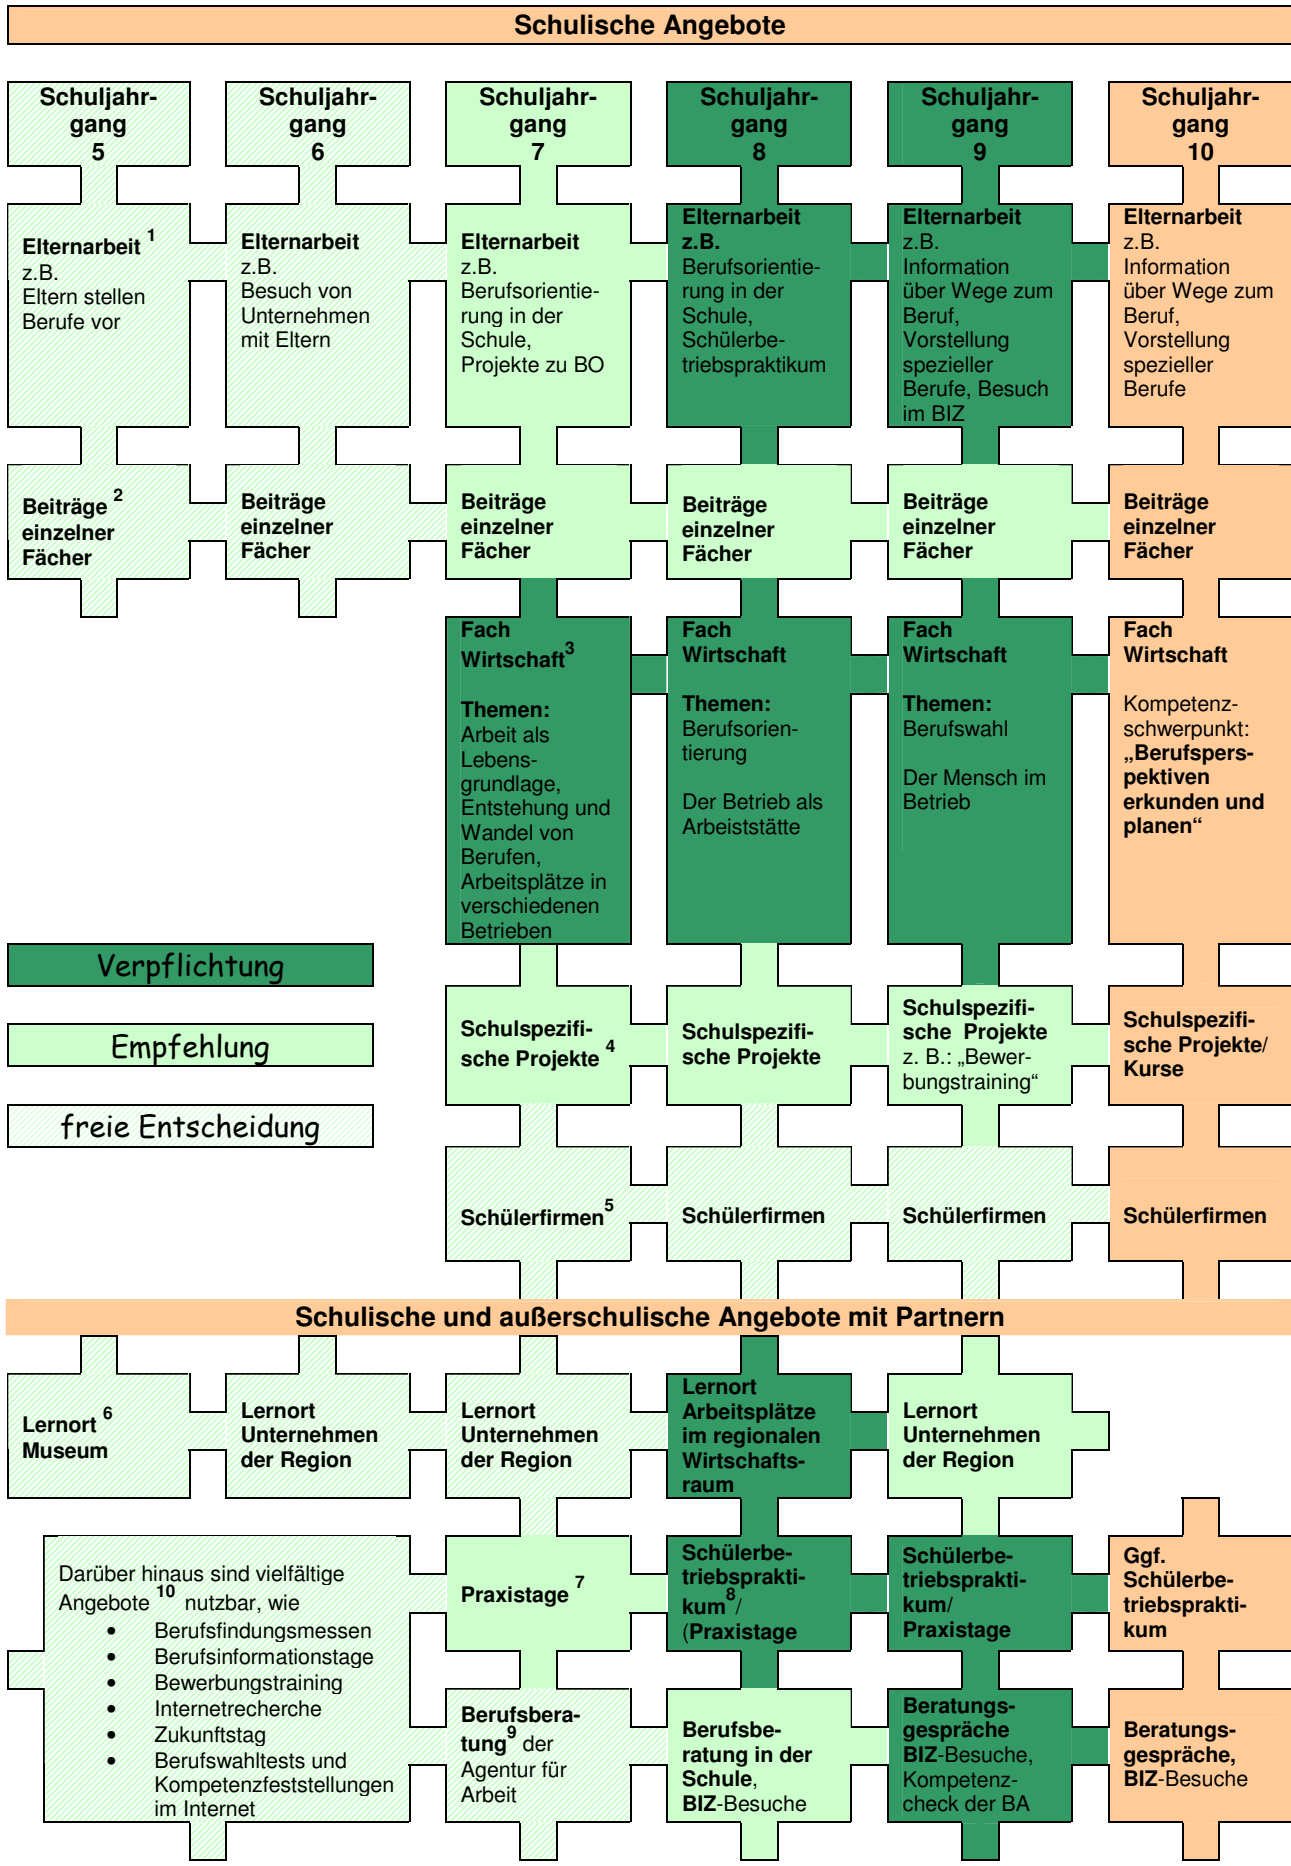 Schulische Angebote
Schuljahr-
gang
5
Schuljahr-
gang
6
Schuljahr-
gang
7
Schuljahr-
gang
8
Schuljahr-
gang
9
Schuljahr-
gang
10
Elternarbeit 1
z.B.
Eltern stellen
Berufe vor
Elternarbeit
z.B.
Besuch von
Unternehmen
mit Eltern
Elternarbeit
z.B.
Berufsorientie-
rung in der
Schule,
Projekte zu BO
Elternarbeit
z.B.
Berufsorientie-
rung in der
Schule,
Schülerbe-
triebspraktikum
Elternarbeit
z.B.
Information
über Wege zum
Beruf,
Vorstellung
spezieller
Berufe, Besuch
im BIZ
Elternarbeit
z.B.
Information
über Wege zum
Beruf,
Vorstellung
spezieller
Berufe
Beiträge 2
einzelner
Fächer
Beiträge
einzelner
Fächer
Beiträge
einzelner
Fächer
Beiträge
einzelner
Fächer
Beiträge
einzelner
Fächer
Beiträge
einzelner
Fächer
Fach
Wirtschaft3
Themen:
Arbeit als
Lebens-
grundlage,
Entstehung und
Wandel von
Berufen,
Arbeitsplätze in
verschiedenen
Betrieben
Fach
Wirtschaft
Themen:
Berufsorien-
tierung
Der Betrieb als
Arbeiststätte
Fach
Wirtschaft
Themen:
Berufswahl
Der Mensch im
Betrieb
Fach
Wirtschaft
Kompetenz-
schwerpunkt:
„Berufspers-
pektiven
erkunden und
planen“
Verpflichtung
Empfehlung
freie Entscheidung
Schulspezifi-
sche Projekte 4
Schulspezifi-
sche Projekte
Schulspezifi-
sche Projekte
z. B.: „Bewer-
bungstraining“
Schulspezifi-
sche Projekte/
Kurse
Schülerfirmen5
Schülerfirmen
Schülerfirmen
Schülerfirmen
Schulische und außerschulische Angebote mit Partnern
Lernort 6
Museum
Lernort
Unternehmen
der Region
Lernort
Unternehmen
der Region
Lernort
Arbeitsplätze
im regionalen
Wirtschafts-
raum
Lernort
Unternehmen
der Region
Darüber hinaus sind vielfältige
Angebote 10 nutzbar, wie
• Berufsfindungsmessen
• Berufsinformationstage
• Bewerbungstraining
• Internetrecherche
• Zukunftstag
• Berufswahltests und
Kompetenzfeststellungen
im Internet
Praxistage 7
Schülerbe-
triebsprakti-
kum8/
(Praxistage
Schülerbe-
triebsprakti-
kum/
Praxistage
Ggf.
Schülerbe-
triebsprakti-
kum
Berufsbera-
tung9 der
Agentur für
Arbeit
Berufsbe-
ratung in der
Schule,
BIZ-Besuche
Beratungs-
gespräche
BIZ-Besuche,
Kompetenz-
check der BA
Beratungs-
gespräche,
BIZ-Besuche